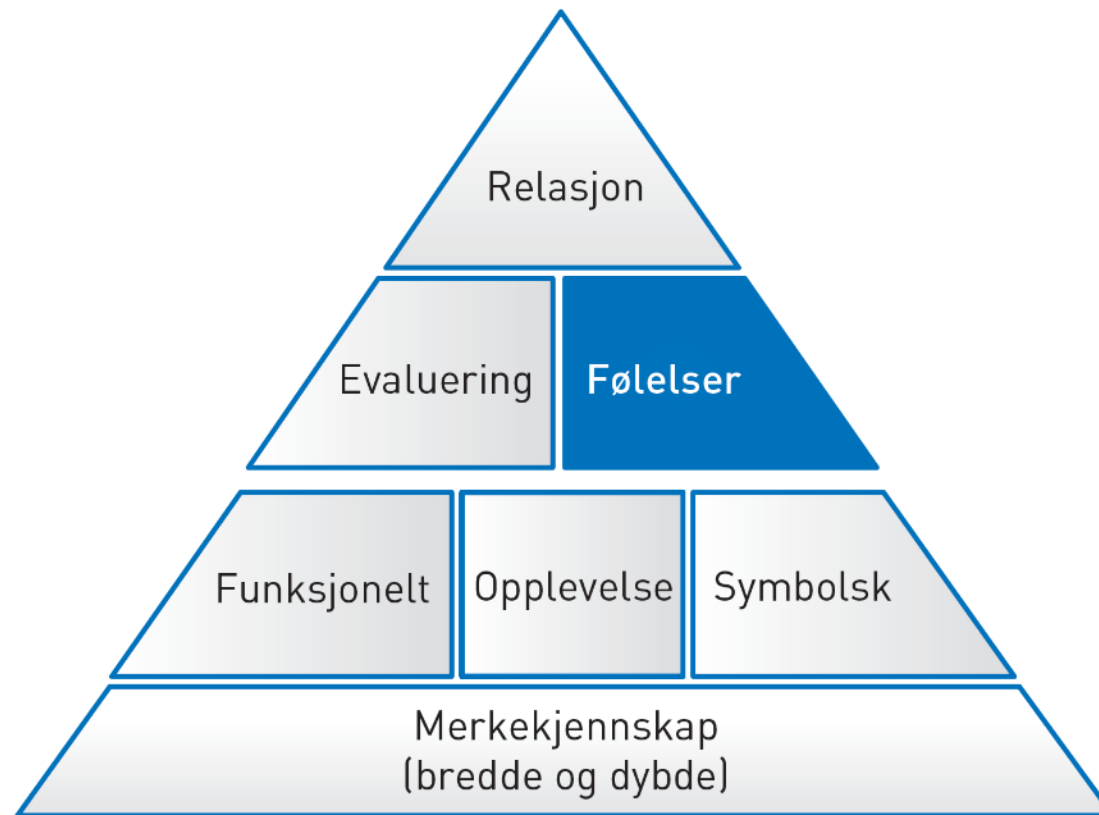 Relasjon
Evaluering
Følelser
Funksjonelt
Opplevelse
Symbolsk
Merkekjennskap
(bredde og dybde)